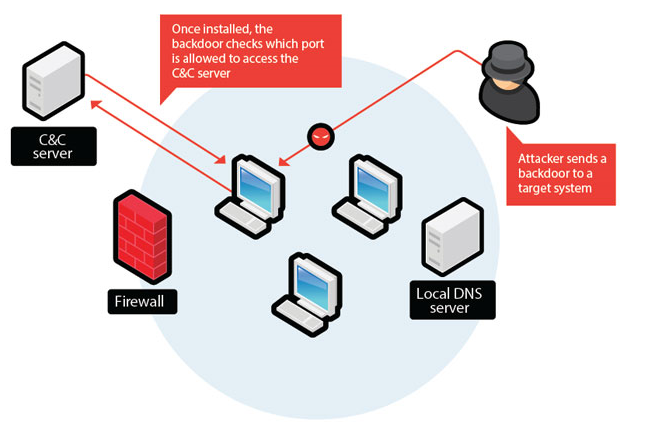 Once installed, the
backdoor checks which port
is allowed to access the
C&C server
C&C
server
Attacker sends a
backdoor to a
target system
Firewall
Local DNS
server